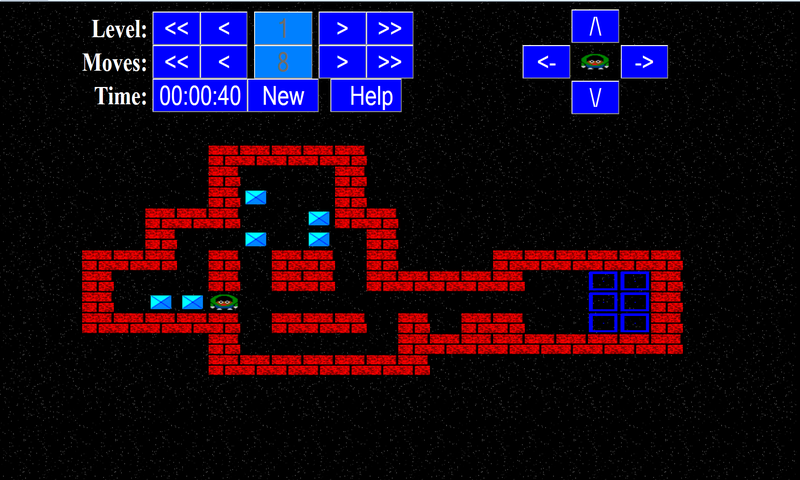 Level: << < 1 > >>
Moves: << < 8 > >>
Time: 00:00:40 New Help
/\
<- ->
\/